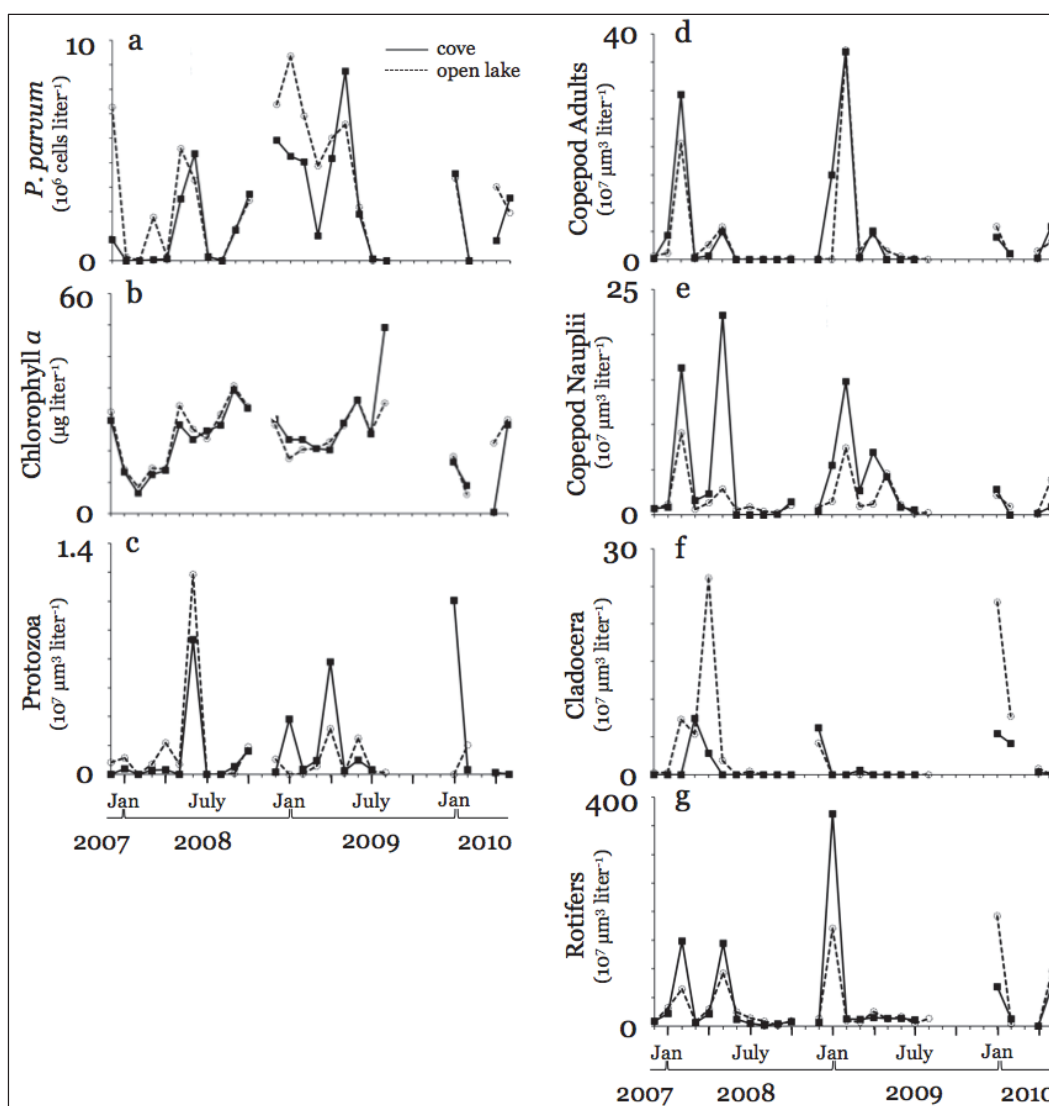 a
10
P. parvum
(10⁶ cells liter⁻¹)
0
cove
open lake
b
60
Chlorophyll a
(µg liter⁻¹)
0
c
1.4
Protozoa
(10⁷ µm³ liter⁻¹)
0
Jan July Jan July Jan
2007 2008 2009 2010
d
40
Copepod Adults
(10⁷ µm³ liter⁻¹)
0
e
25
Copepod Nauplii
(10⁷ µm³ liter⁻¹)
0
f
30
Cladocera
(10⁷ µm³ liter⁻¹)
0
g
400
Rotifers
(10⁷ µm³ liter⁻¹)
0
Jan July Jan July Jan
2007 2008 2009 2010